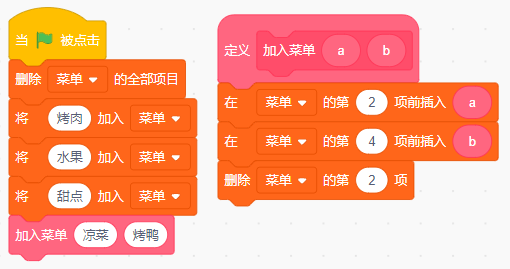 当 被点击
删除 菜单 的全部项目
将 烤肉 加入 菜单
将 水果 加入 菜单
将 甜点 加入 菜单
加入菜单 凉菜 烤鸭
定义 加入菜单 a b
在 菜单 的第 2 项前插入 a
在 菜单 的第 4 项前插入 b
删除 菜单 的第 2 项